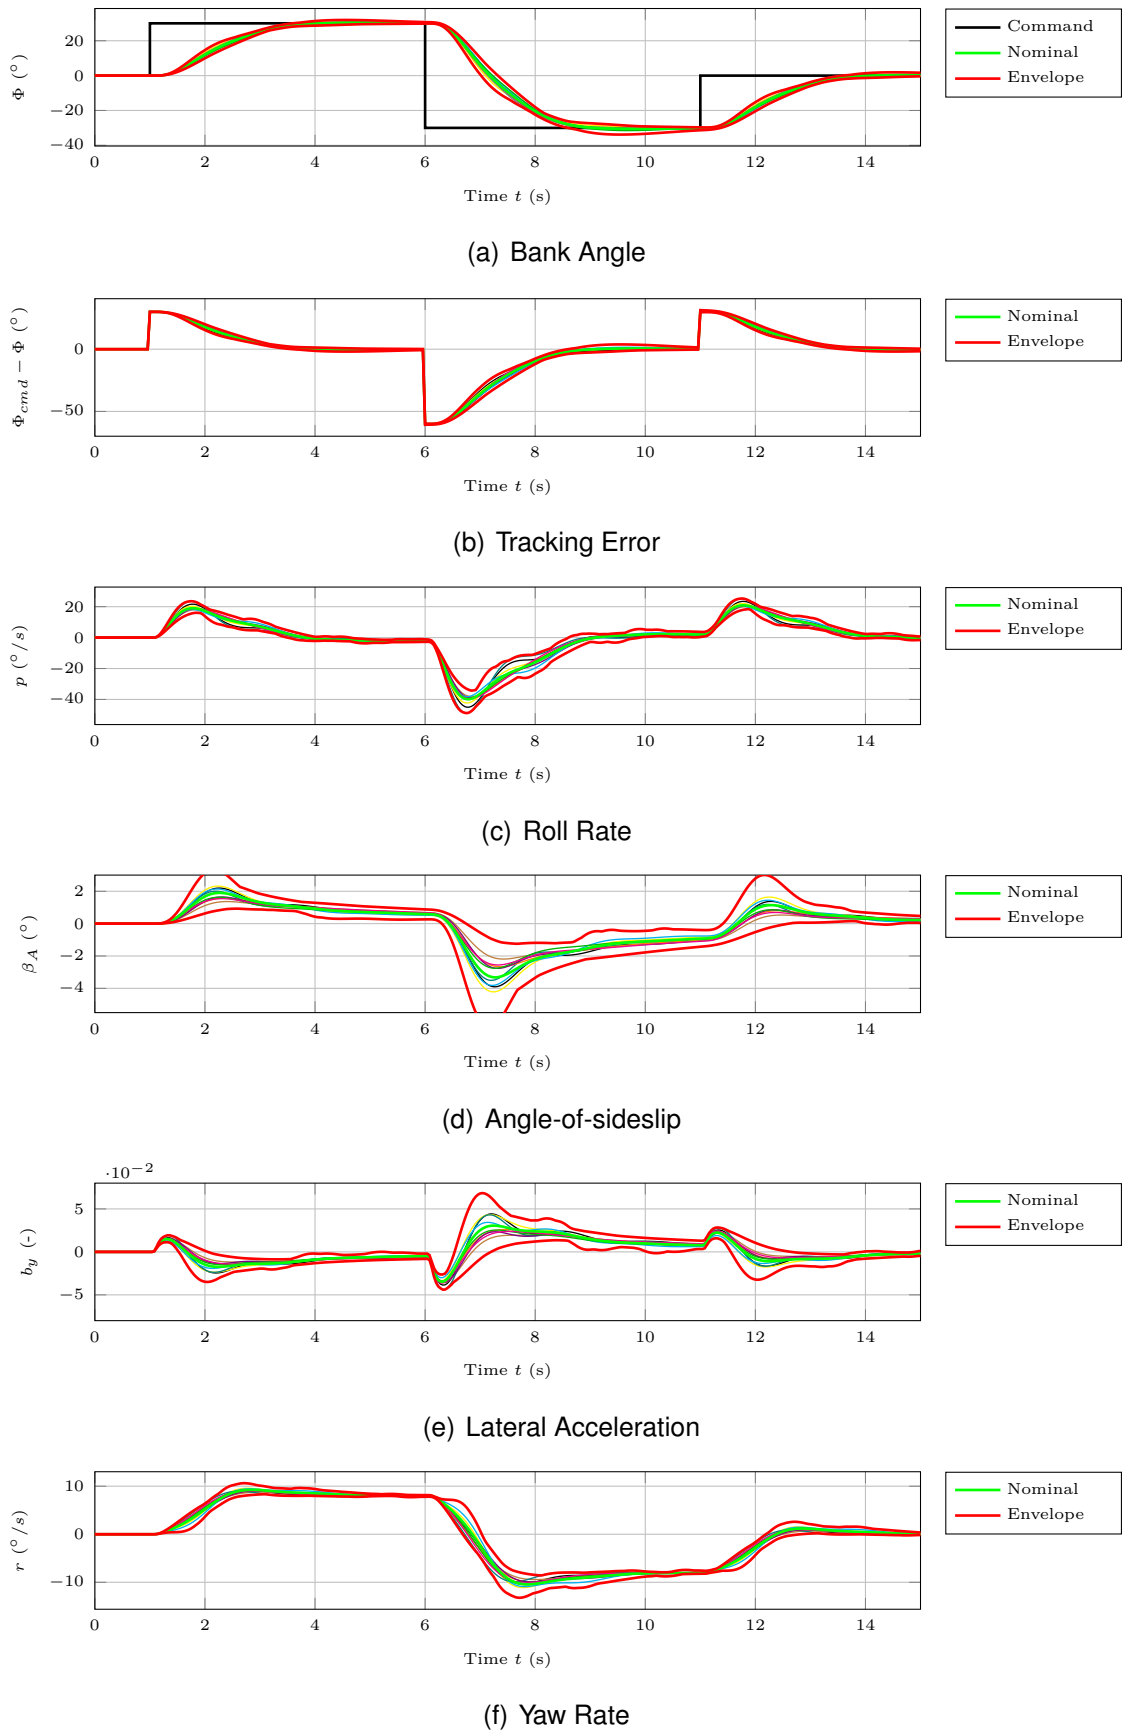 20
0
−20
−40
Φ (°)
0 2 4 6 8 10 12 14
Time t (s)
Command
Nominal
Envelope
(a) Bank Angle
0
−50
Φcmd − Φ (°)
0 2 4 6 8 10 12 14
Time t (s)
Nominal
Envelope
(b) Tracking Error
20
0
−20
−40
p (°/s)
0 2 4 6 8 10 12 14
Time t (s)
Nominal
Envelope
(c) Roll Rate
2
0
−2
−4
βA (°)
0 2 4 6 8 10 12 14
Time t (s)
Nominal
Envelope
(d) Angle-of-sideslip
·10−2
5
0
−5
by (-)
0 2 4 6 8 10 12 14
Time t (s)
Nominal
Envelope
(e) Lateral Acceleration
10
0
−10
r (°/s)
0 2 4 6 8 10 12 14
Time t (s)
Nominal
Envelope
(f) Yaw Rate